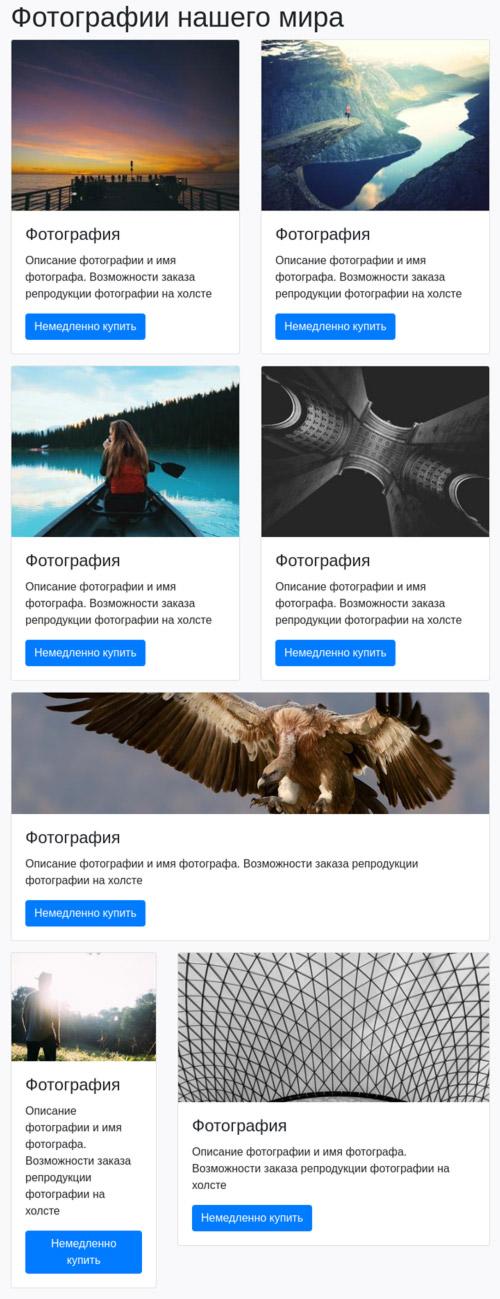 Фотографии нашего мира
Фотография
Описание фотографии и имя
фотографа. Возможности заказа
репродукции фотографии на холсте
Немедленно купить
Фотография
Описание фотографии и имя
фотографа. Возможности заказа
репродукции фотографии на холсте
Немедленно купить
Фотография
Описание фотографии и имя
фотографа. Возможности заказа
репродукции фотографии на холсте
Немедленно купить
Фотография
Описание фотографии и имя
фотографа. Возможности заказа
репродукции фотографии на холсте
Немедленно купить
Фотография
Описание фотографии и имя фотографа. Возможности заказа репродукции
фотографии на холсте
Немедленно купить
Фотография
Описание
фотографии и имя
фотографа.
Возможности заказа
репродукции
фотографии на
холсте
Немедленно
купить
Фотография
Описание фотографии и имя фотографа.
Возможности заказа репродукции фотографии на
холсте
Немедленно купить